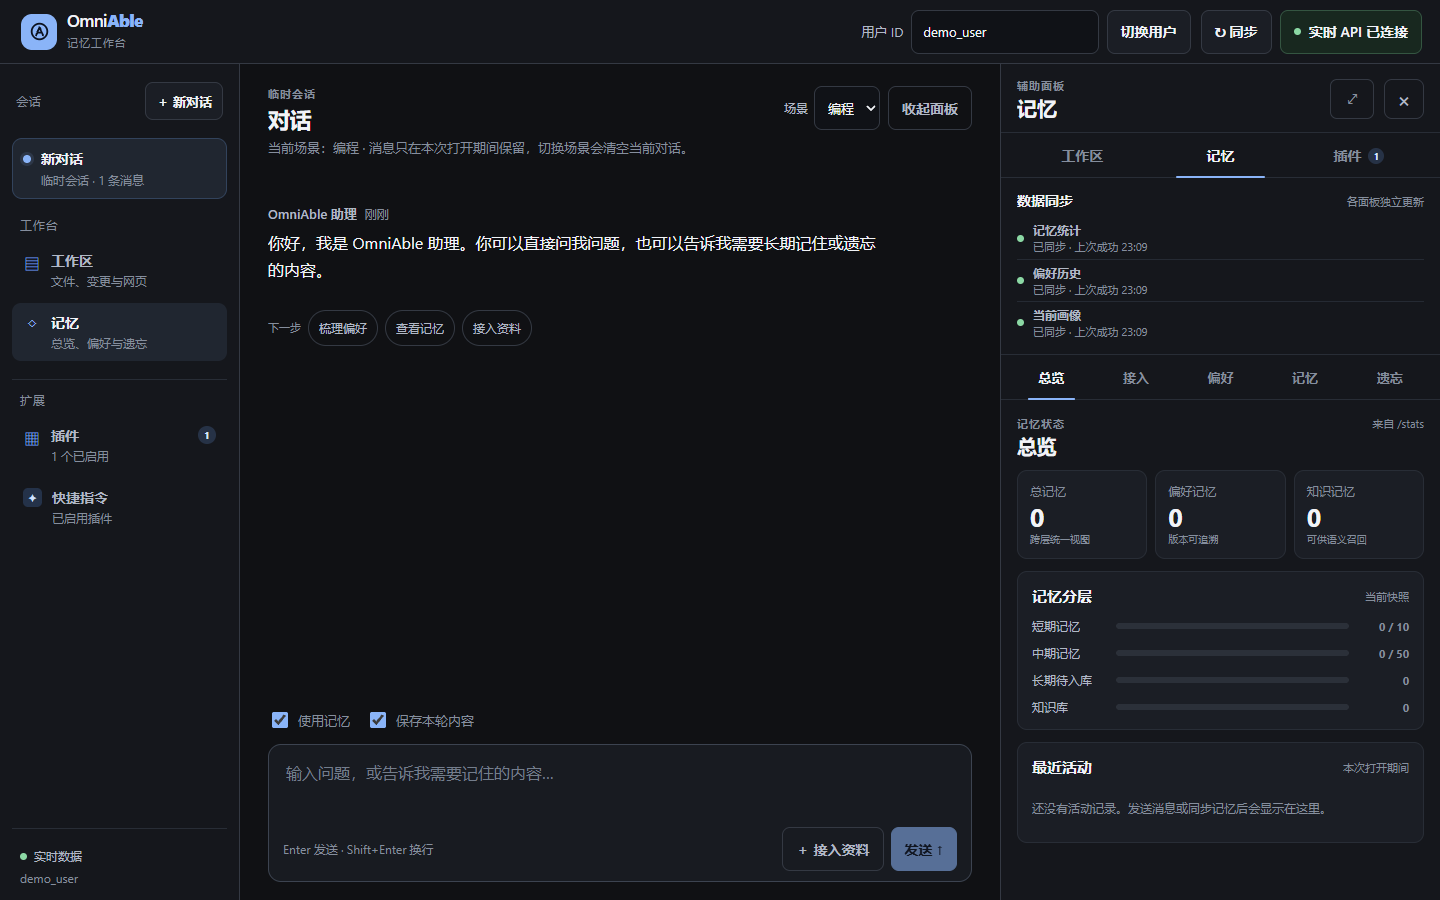 OmniAble
记忆工作台
用户 ID
demo_user
切换用户
↻ 同步
实时 API 已连接
会话
+ 新对话
新对话
临时会话 · 1 条消息
工作台
工作区
文件、变更与网页
记忆
总览、偏好与遗忘
扩展
插件
1
1 个已启用
快捷指令
已启用插件
实时数据
demo_user
临时会话
对话
当前场景：编程 · 消息只在本次打开期间保留，切换场景会清空当前对话。
场景
编程
收起面板
OmniAble 助理 刚刚
你好，我是 OmniAble 助理。你可以直接问我问题，也可以告诉我需要长期记住或遗忘
的内容。
下一步
梳理偏好
查看记忆
接入资料
使用记忆
保存本轮内容
输入问题，或告诉我需要记住的内容...
Enter 发送 · Shift+Enter 换行
+ 接入资料
发送 ↑
辅助面板
记忆
工作区
记忆
插件 1
数据同步
各面板独立更新
记忆统计
已同步 · 上次成功 23:09
偏好历史
已同步 · 上次成功 23:09
当前画像
已同步 · 上次成功 23:09
总览
接入
偏好
记忆
遗忘
记忆状态
来自 /stats
总览
总记忆
0
跨层统一视图
偏好记忆
0
版本可追溯
知识记忆
0
可供语义召回
记忆分层
当前快照
短期记忆
0 / 10
中期记忆
0 / 50
长期待入库
0
知识库
0
最近活动
本次打开期间
还没有活动记录。发送消息或同步记忆后会显示在这里。